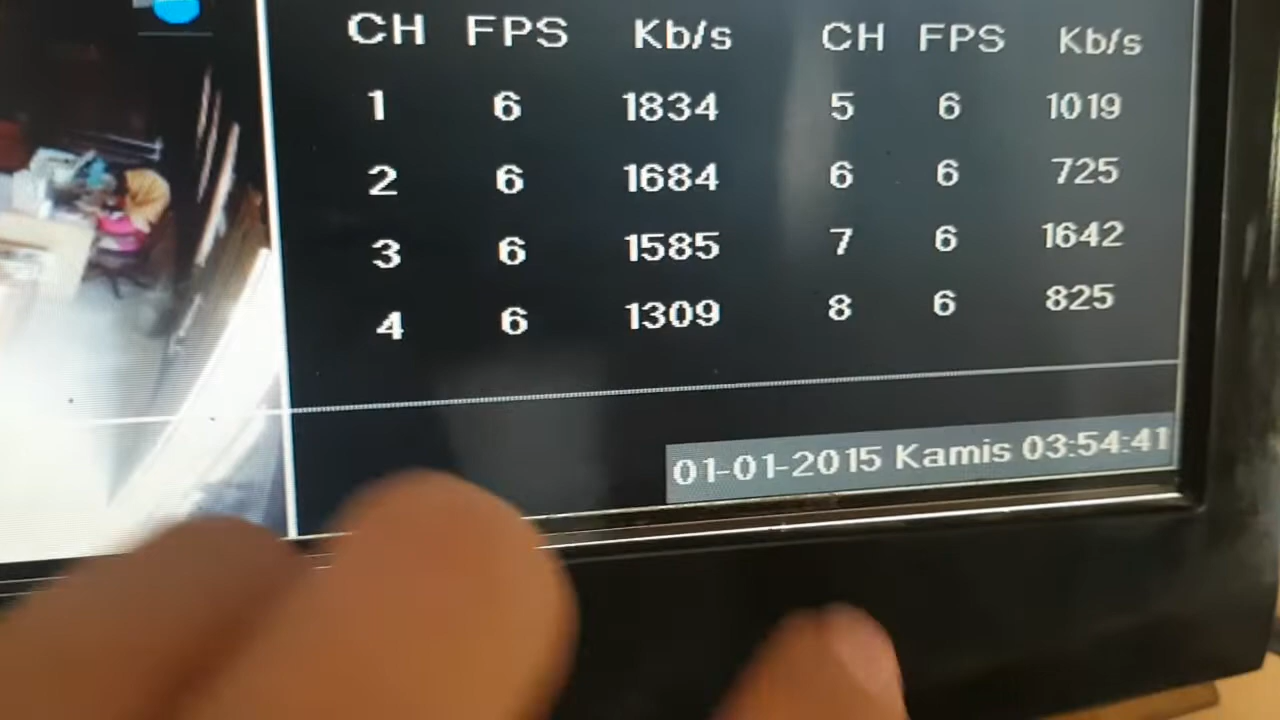 CH FPS Kb/s CH FPS Kb/s
1 6 1834 5 6 1019
2 6 1684 6 6 725
3 6 1585 7 6 1642
4 6 1309 8 6 825
01-01-2015 Kamis 03:54:41